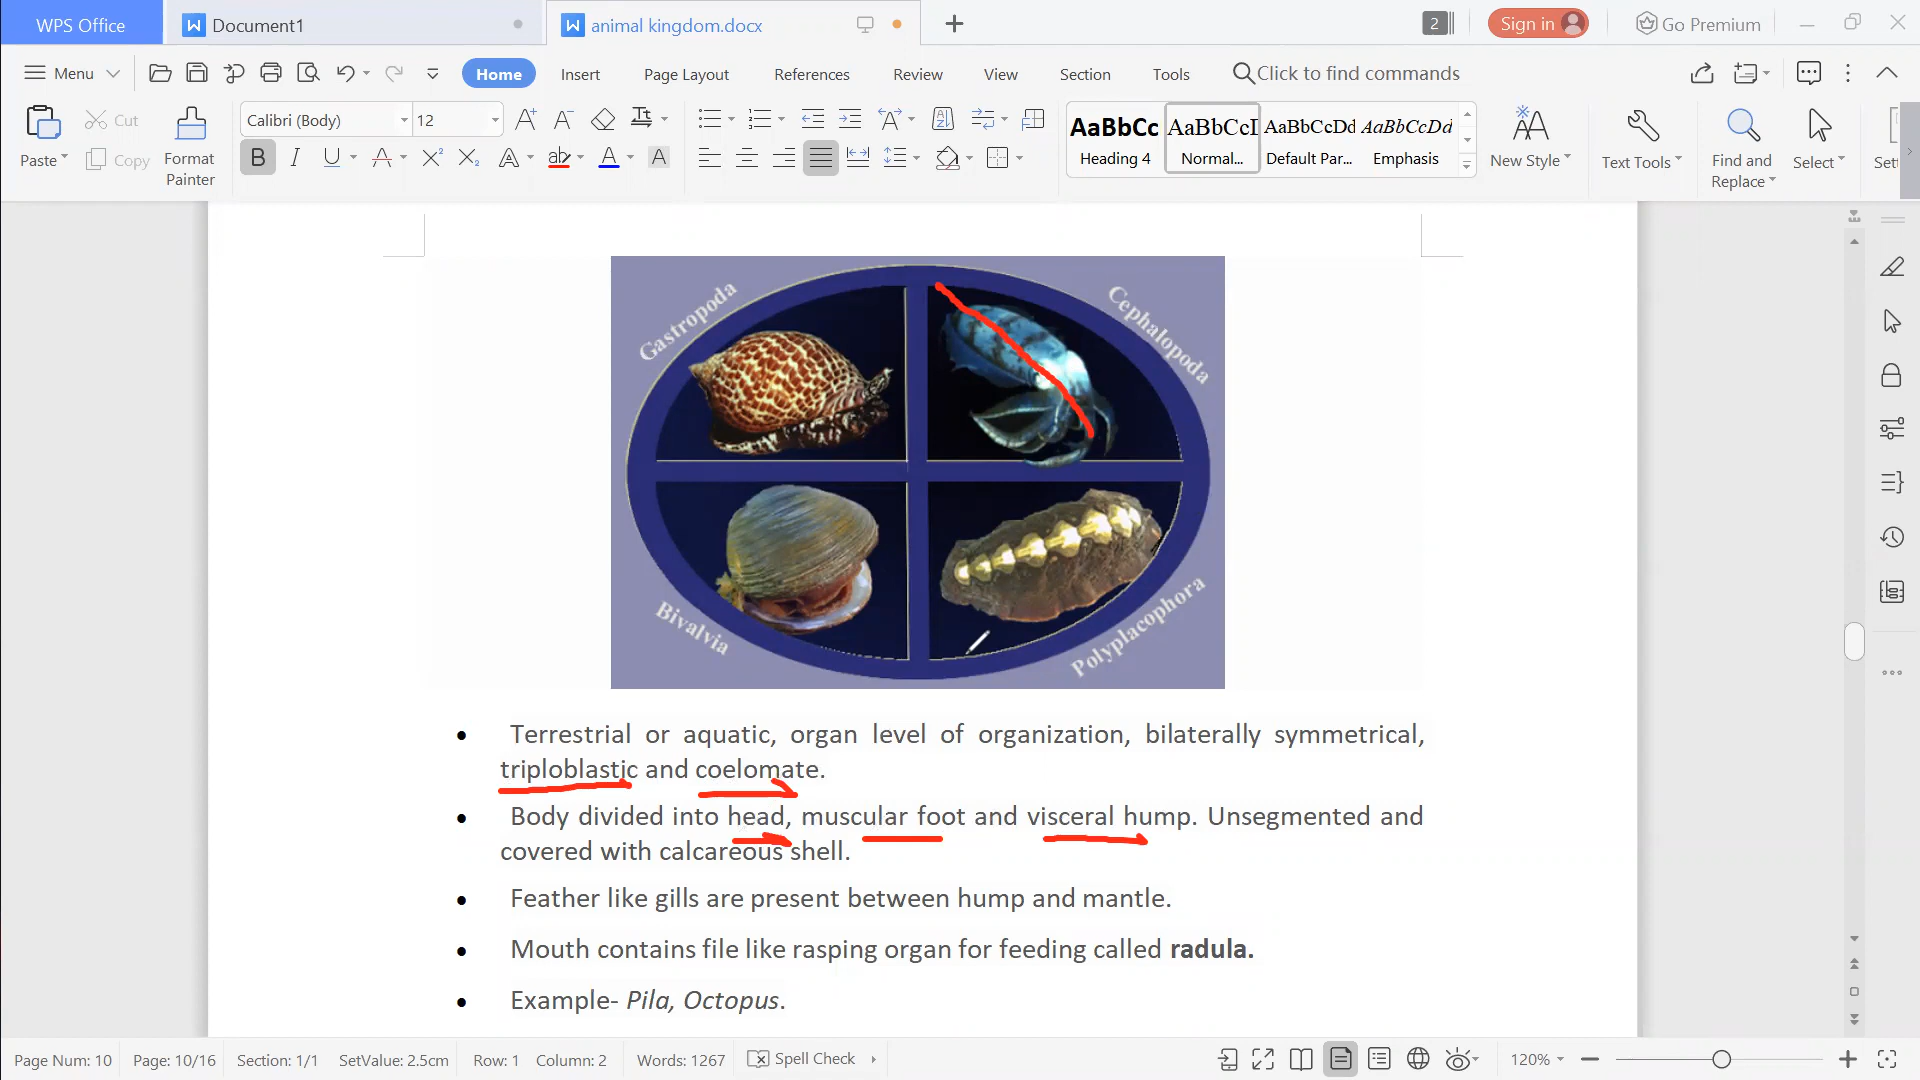 WPS Office
Document1
animal kingdom.docx
2
Sign in
Go Premium
Menu
Home
Insert
Page Layout
References
Review
View
Section
Tools
Click to find commands
Paste
Cut
Copy
Format
Painter
Calibri (Body)
12
AaBbCc
Heading 4
AaBbCcD
Normal...
AaBbCcDd
Default Par...
AaBbCcDd
Emphasis
New Style
Text Tools
Find and
Replace
Select
Set
Gastropoda
Cephalopoda
Bivalvia
Polyplacophora
• Terrestrial or aquatic, organ level of organization, bilaterally symmetrical,
triploblastic and coelomate.
• Body divided into head, muscular foot and visceral hump. Unsegmented and
covered with calcareous shell.
• Feather like gills are present between hump and mantle.
• Mouth contains file like rasping organ for feeding called radula.
• Example- Pila, Octopus.
Page Num: 10
Page: 10/16
Section: 1/1
SetValue: 2.5cm
Row: 1
Column: 2
Words: 1267
Spell Check
120%